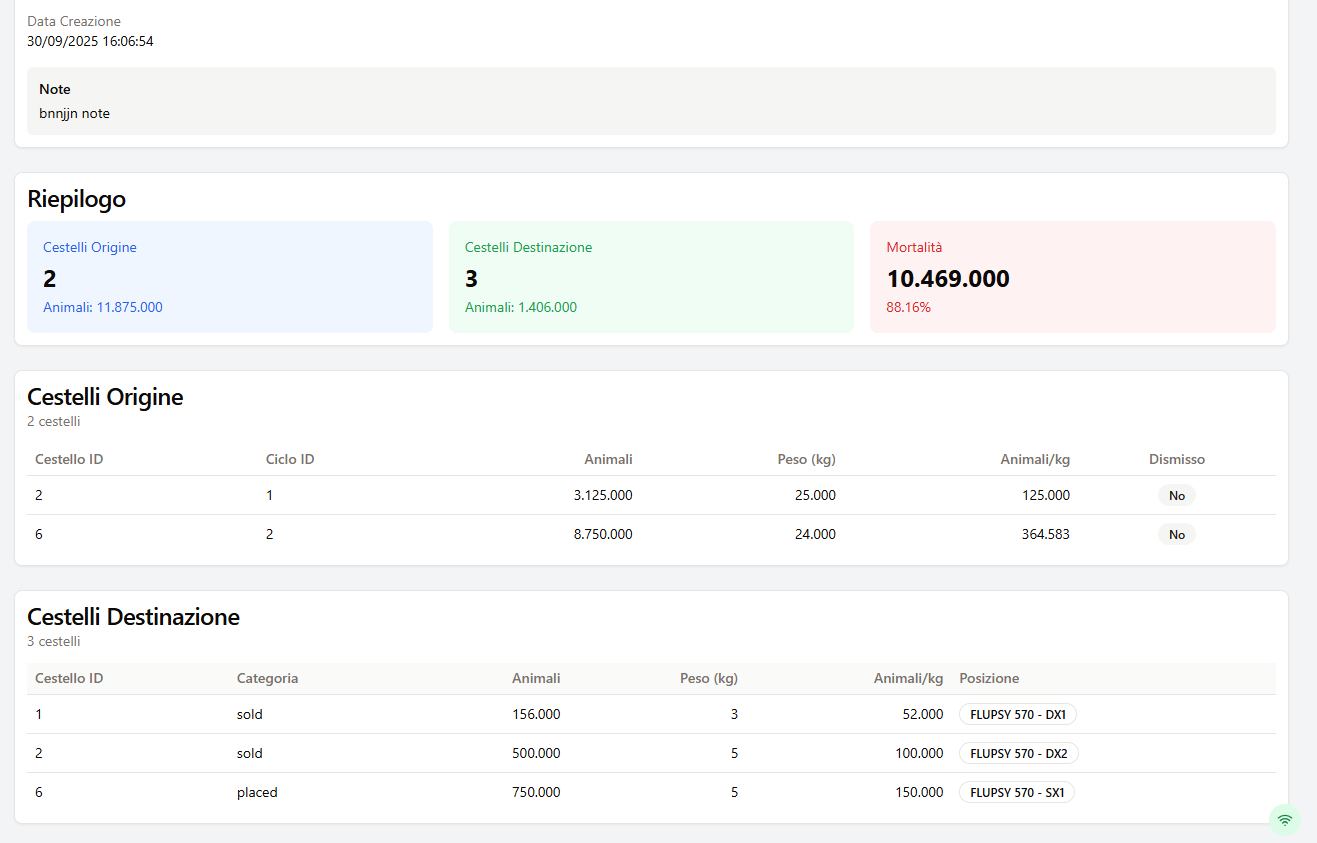 Data Creazione
30/09/2025 16:06:54
Note
bnnjjn note
Riepilogo
Cestelli Origine
2
Animali: 11.875.000
Cestelli Destinazione
3
Animali: 1.406.000
Mortalità
10.469.000
88.16%
Cestelli Origine
2 cestelli
Cestello ID Ciclo ID Animali Peso (kg) Animali/kg Dismisso
2 1 3.125.000 25.000 125.000 No
6 2 8.750.000 24.000 364.583 No
Cestelli Destinazione
3 cestelli
Cestello ID Categoria Animali Peso (kg) Animali/kg Posizione
1 sold 156.000 3 52.000 FLUPSY 570 - DX1
2 sold 500.000 5 100.000 FLUPSY 570 - DX2
6 placed 750.000 5 150.000 FLUPSY 570 - SX1